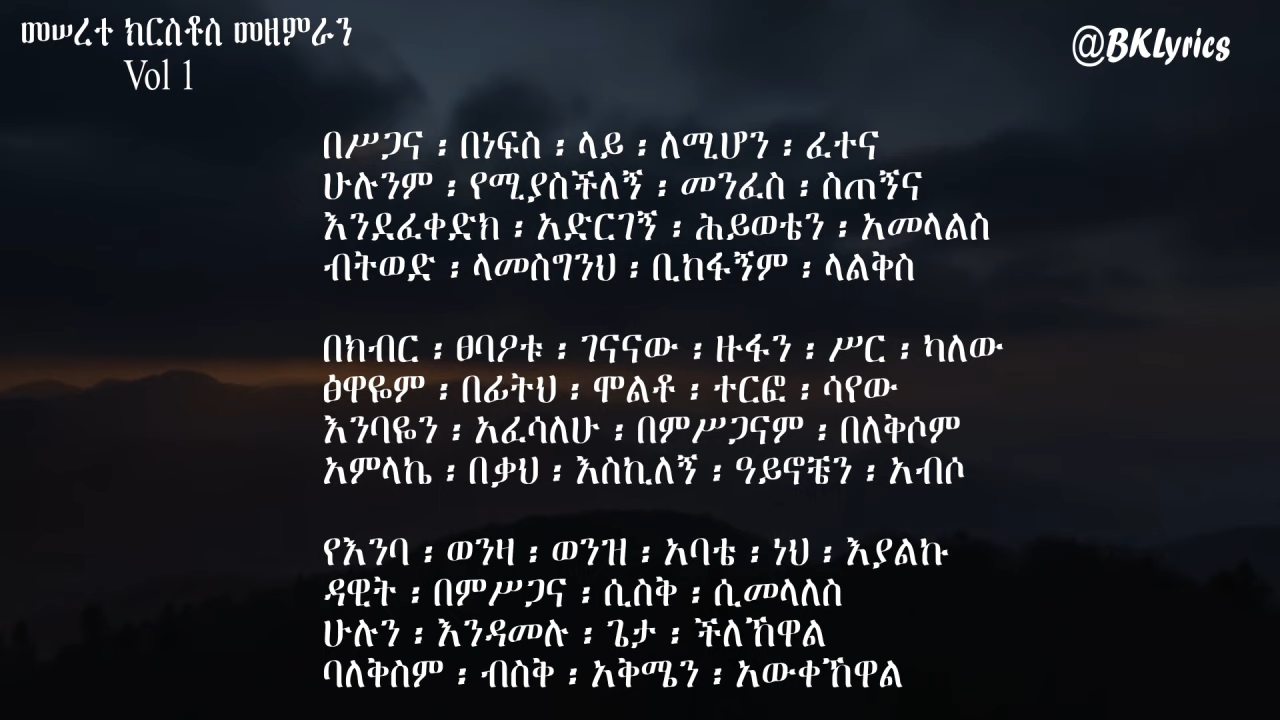 መሠረተ ክርስቶስ መዘምራን
Vol 1
@BKLyrics
በሥጋና ፡ በነፍስ ፡ ላይ ፡ ለሚሆን ፡ ፈተና
ሁሉንም ፡ የሚያስችለኝ ፡ መንፈስ ፡ ስጠኝና
እንደፈቀድክ ፡ አድርገኝ ፡ ሕይወቴን ፡ አመላልስ
ብትወድ ፡ ላመስግንህ ፡ ቢከፋኝም ፡ ላልቅስ
በክብር ፡ ፀባዖቱ ፡ ገናናው ፡ ዙፋን ፡ ሥር ፡ ካለው
ፅዋዬም ፡ በፊትህ ፡ ሞልቶ ፡ ተርፎ ፡ ሳየው
እንባዬን ፡ አፈሳለሁ ፡ በምሥጋናም ፡ በለቅሶም
አምላኬ ፡ በቃህ ፡ እስኪለኝ ፡ ዓይኖቼን ፡ አብሶ
የእንባ ፡ ወንዛ ፡ ወንዝ ፡ አባቴ ፡ ነህ ፡ እያልኩ
ዳዊት ፡ በምሥጋና ፡ ሲስቅ ፡ ሲመላለስ
ሁሉን ፡ እንዳመሉ ፡ ጌታ ፡ ችለኸዋል
ባለቅስም ፡ ብስቅ ፡ አቅሜን ፡ አውቀኸዋል